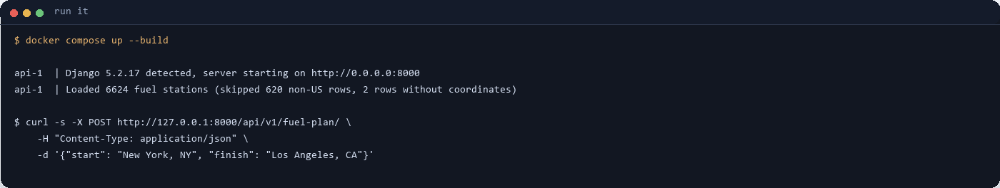 run it
$ docker compose up --build
api-1  | Django 5.2.17 detected, server starting on http://0.0.0.0:8000
api-1  | Loaded 6624 fuel stations (skipped 620 non-US rows, 2 rows without coordinates)
$ curl -s -X POST http://127.0.0.1:8000/api/v1/fuel-plan/ \
    -H "Content-Type: application/json" \
    -d '{"start": "New York, NY", "finish": "Los Angeles, CA"}'